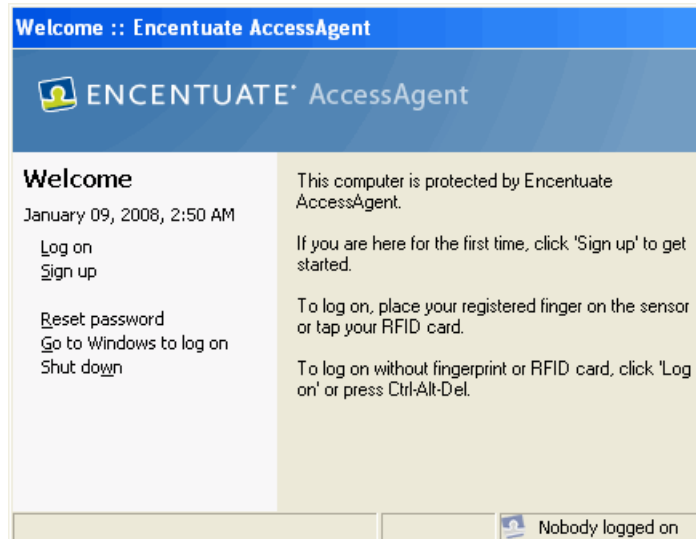 Welcome :: Encentuate AccessAgent
ENCENTUATE AccessAgent
Welcome
January 09, 2008, 2:50 AM
Log on
Sign up
Reset password
Go to Windows to log on
Shut down
This computer is protected by Encentuate
AccessAgent.
If you are here for the first time, click 'Sign up' to get
started.
To log on, place your registered finger on the sensor
or tap your RFID card.
To log on without fingerprint or RFID card, click 'Log
on' or press Ctrl-Alt-Del.
Nobody logged on